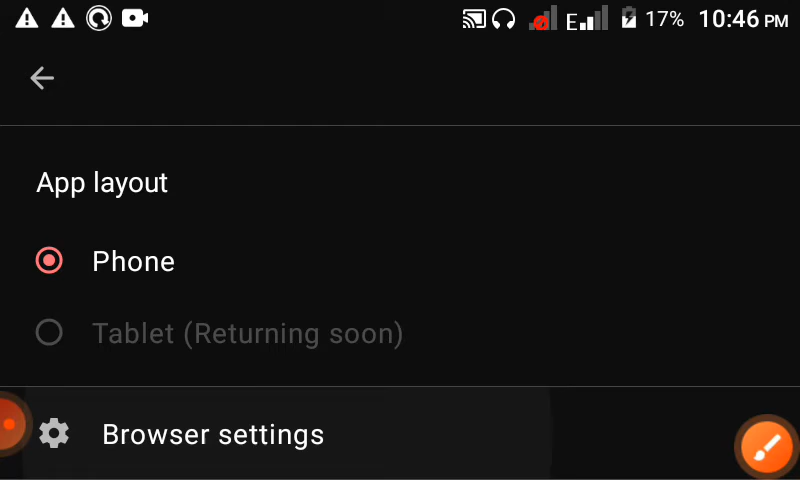 E 17% 10:46 PM
App layout
Phone
Tablet (Returning soon)
Browser settings